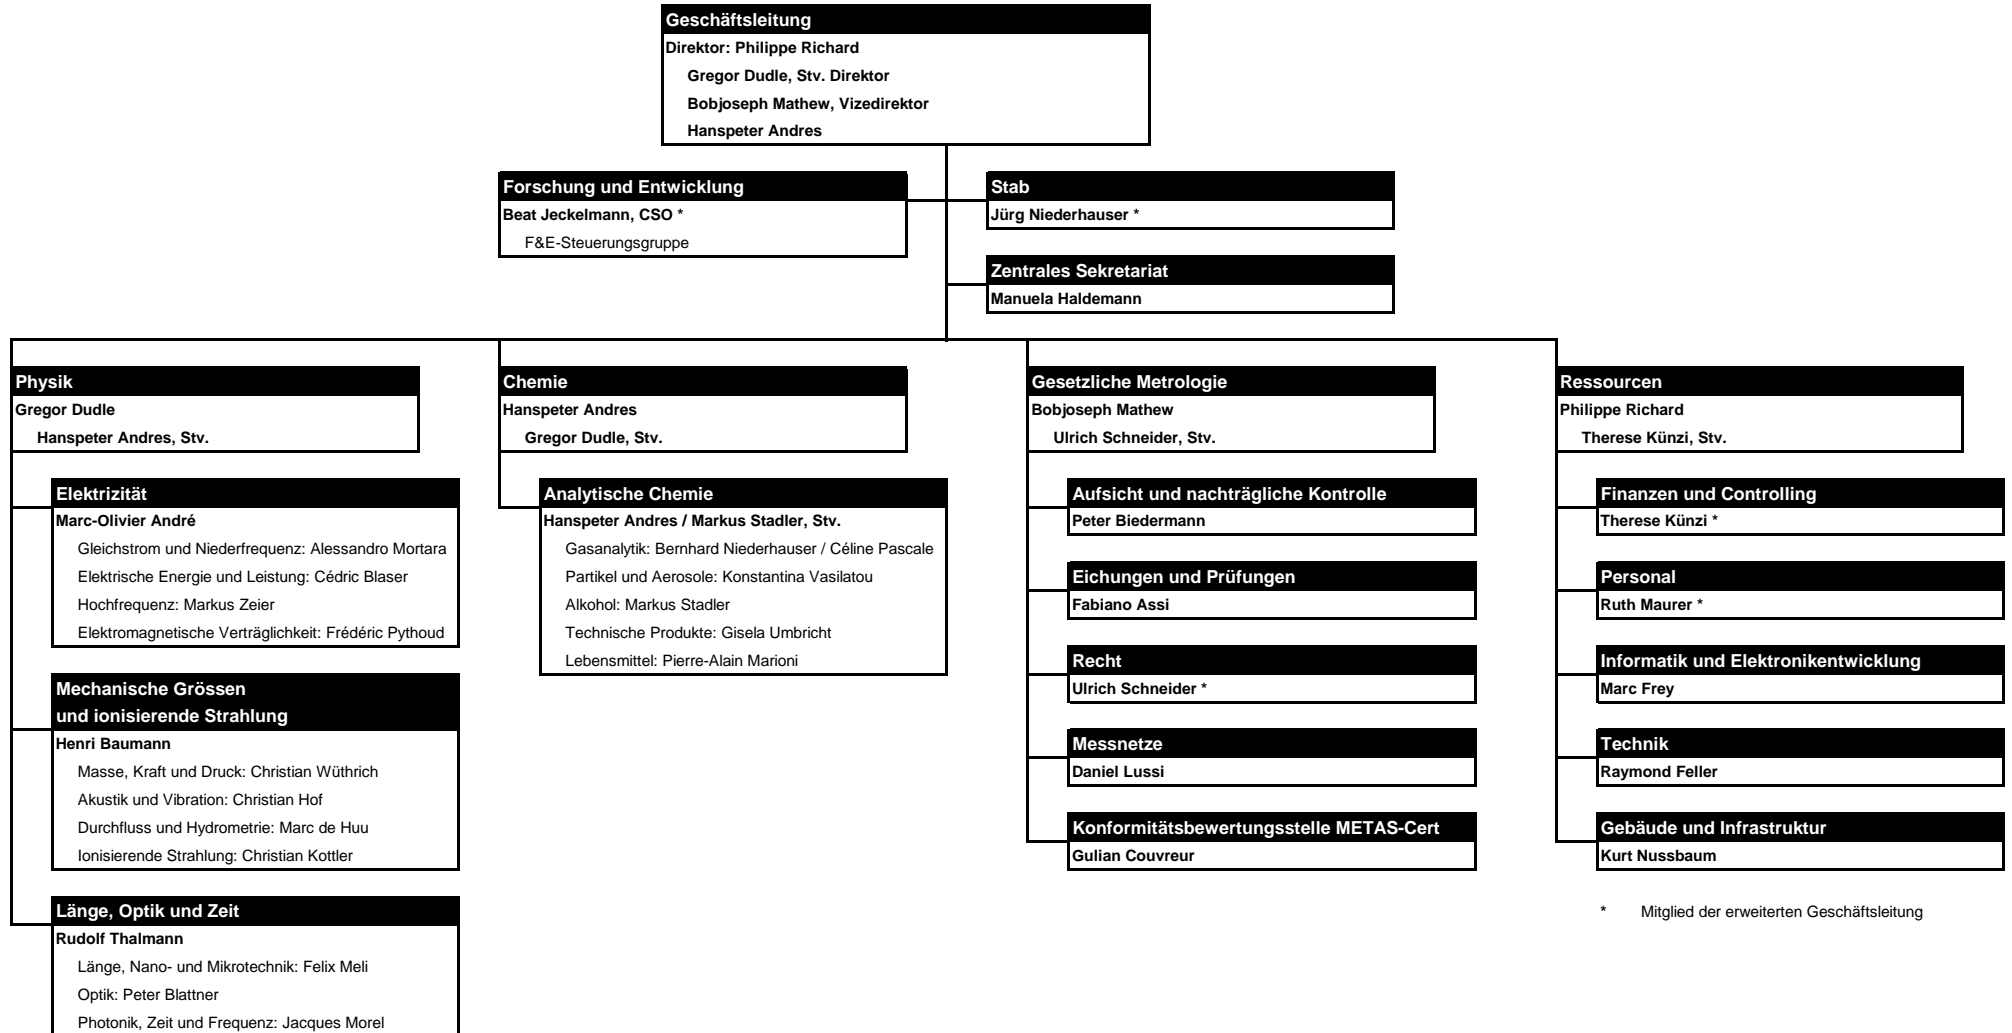 Geschäftsleitung
Direktor: Philippe Richard
Gregor Dudle, Stv. Direktor
Bobjoseph Mathew, Vizedirektor
Hanspeter Andres
Forschung und Entwicklung
Beat Jeckelmann, CSO *
F&E-Steuerungsgruppe
Stab
Jürg Niederhauser *
Zentrales Sekretariat
Manuela Haldemann
Physik
Gregor Dudle
Hanspeter Andres, Stv.
Elektrizität
Marc-Olivier André
Gleichstrom und Niederfrequenz: Alessandro Mortara
Elektrische Energie und Leistung: Cédric Blaser
Hochfrequenz: Markus Zeier
Elektromagnetische Verträglichkeit: Frédéric Pythoud
Mechanische Grössen
und ionisierende Strahlung
Henri Baumann
Masse, Kraft und Druck: Christian Wüthrich
Akustik und Vibration: Christian Hof
Durchfluss und Hydrometrie: Marc de Huu
Ionisierende Strahlung: Christian Kottler
Länge, Optik und Zeit
Rudolf Thalmann
Länge, Nano- und Mikrotechnik: Felix Meli
Optik: Peter Blattner
Photonik, Zeit und Frequenz: Jacques Morel
Chemie
Hanspeter Andres
Gregor Dudle, Stv.
Analytische Chemie
Hanspeter Andres / Markus Stadler, Stv.
Gasanalytik: Bernhard Niederhauser / Céline Pascale
Partikel und Aerosole: Konstantina Vasilatou
Alkohol: Markus Stadler
Technische Produkte: Gisela Umbricht
Lebensmittel: Pierre-Alain Marioni
Gesetzliche Metrologie
Bobjoseph Mathew
Ulrich Schneider, Stv.
Aufsicht und nachträgliche Kontrolle
Peter Biedermann
Eichungen und Prüfungen
Fabiano Assi
Recht
Ulrich Schneider *
Messnetze
Daniel Lussi
Konformitätsbewertungsstelle METAS-Cert
Gulian Couvreur
Ressourcen
Philippe Richard
Therese Künzi, Stv.
Finanzen und Controlling
Therese Künzi *
Personal
Ruth Maurer *
Informatik und Elektronikentwicklung
Marc Frey
Technik
Raymond Feller
Gebäude und Infrastruktur
Kurt Nussbaum
* Mitglied der erweiterten Geschäftsleitung